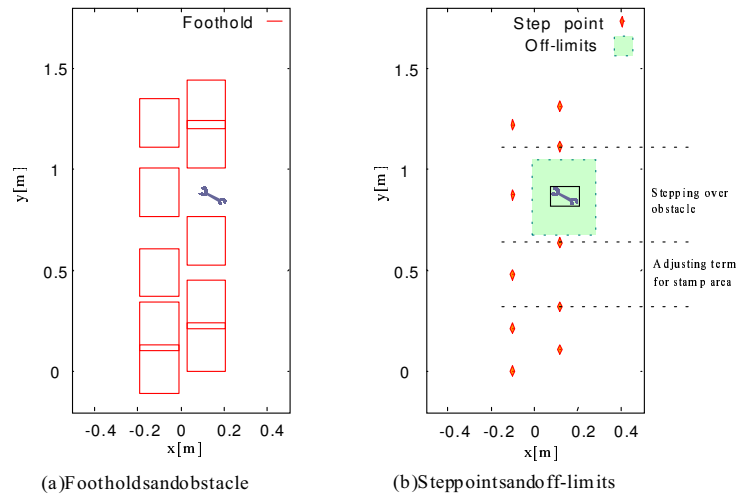 Foothold
1.5
1
0.5
0
y[m]
-0.4 -0.2 0 0.2 0.4
x[m]
(a)Footholdsandobstacle
Step point
Off-limits
1.5
1
0.5
0
y[m]
-0.4 -0.2 0 0.2 0.4
x[m]
Stepping over
obstacle
Adjusting term
for stamp area
(b)Steppointsandoff-limits